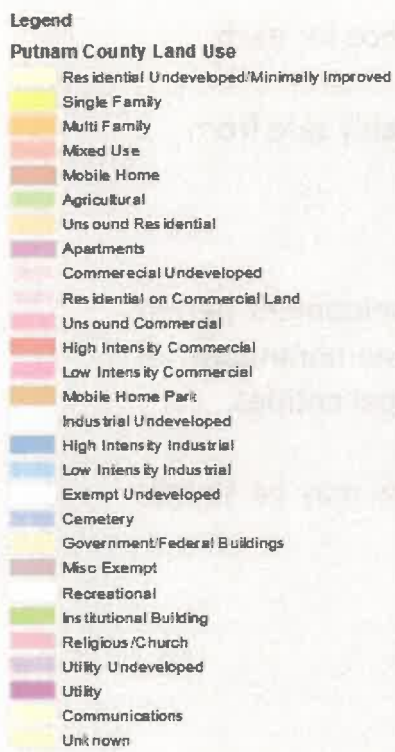 Legend
Putnam County Land Use
Residential Undeveloped/Minimally Improved
Single Family
Multi Family
Mixed Use
Mobile Home
Agricultural
Unsound Residential
Apartments
Commerecial Undeveloped
Residential on Commercial Land
Unsound Commercial
High Intensity Commercial
Low Intensity Commercial
Mobile Home Park
Industrial Undeveloped
High Intensity Industrial
Low Intensity Industrial
Exempt Undeveloped
Cemetery
Government/Federal Buildings
Misc Exempt
Recreational
Institutional Building
Religious/Church
Utility Undeveloped
Utility
Communications
Unknown